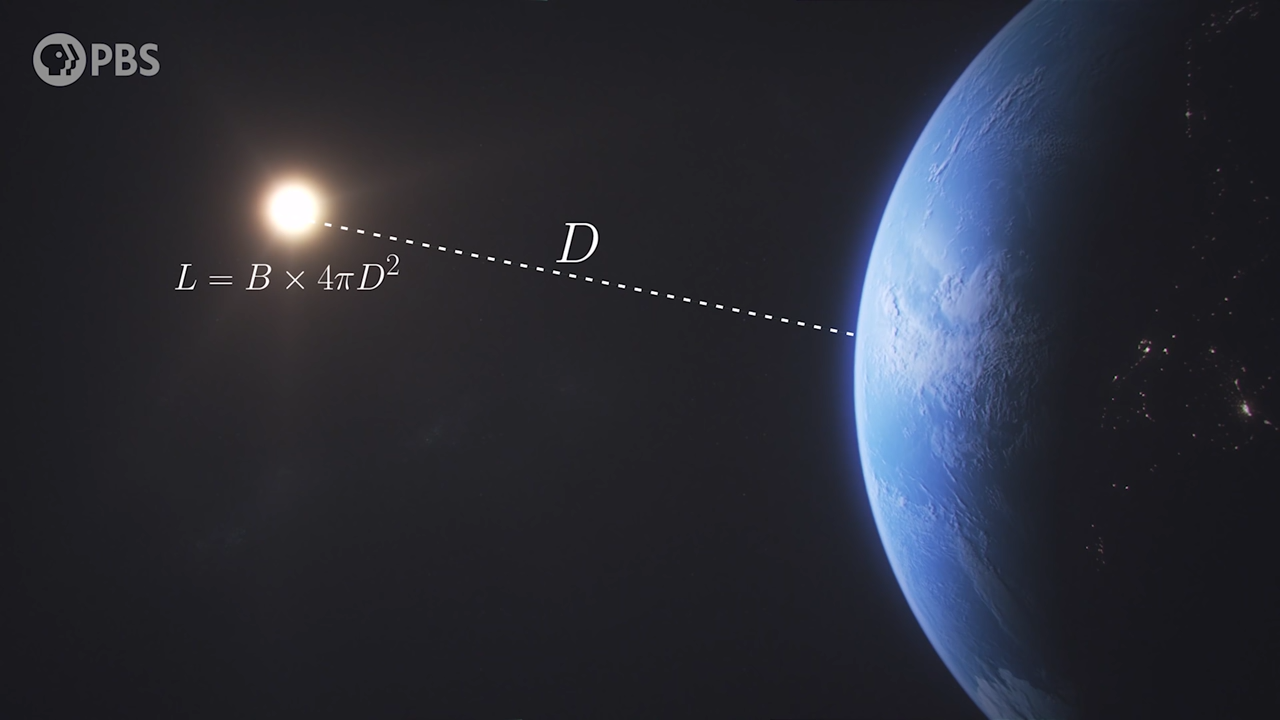 PBS
D
L = B × 4πD²